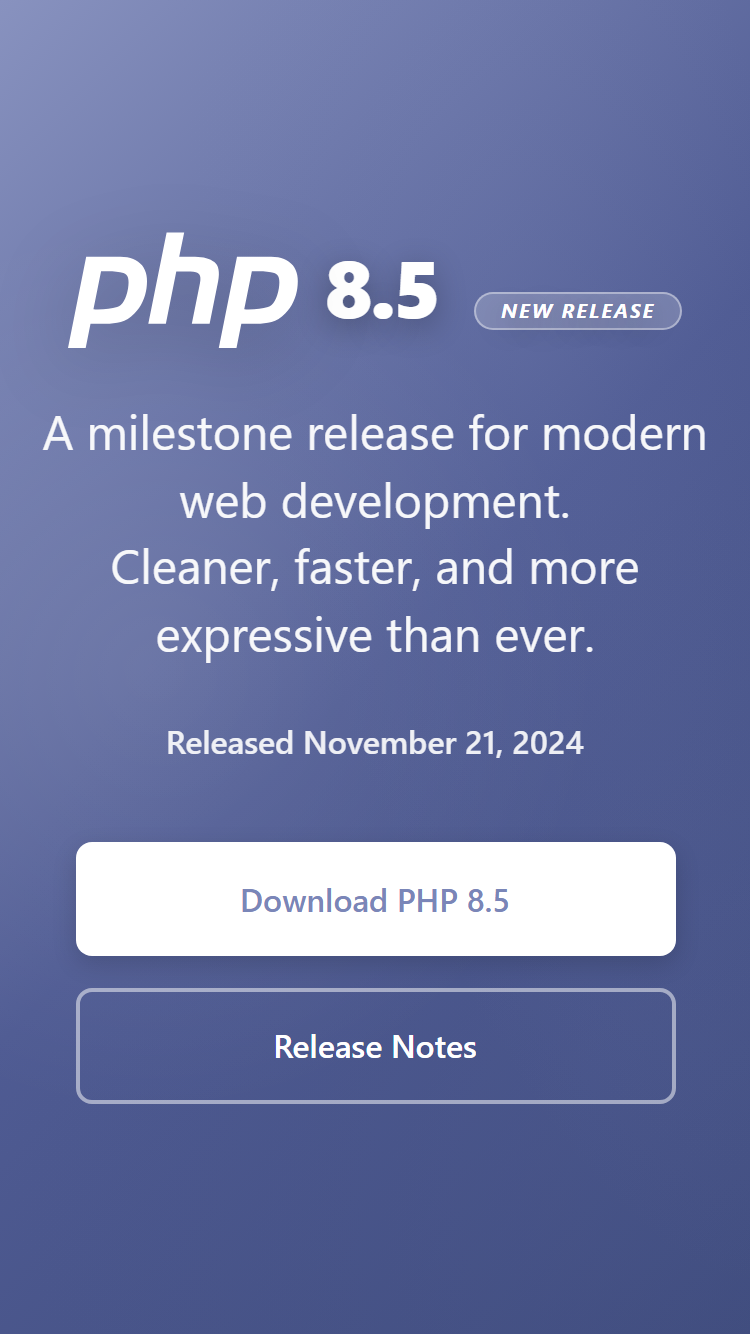 php 8.5 NEW RELEASE
A milestone release for modern
web development.
Cleaner, faster, and more
expressive than ever.
Released November 21, 2024
Download PHP 8.5
Release Notes